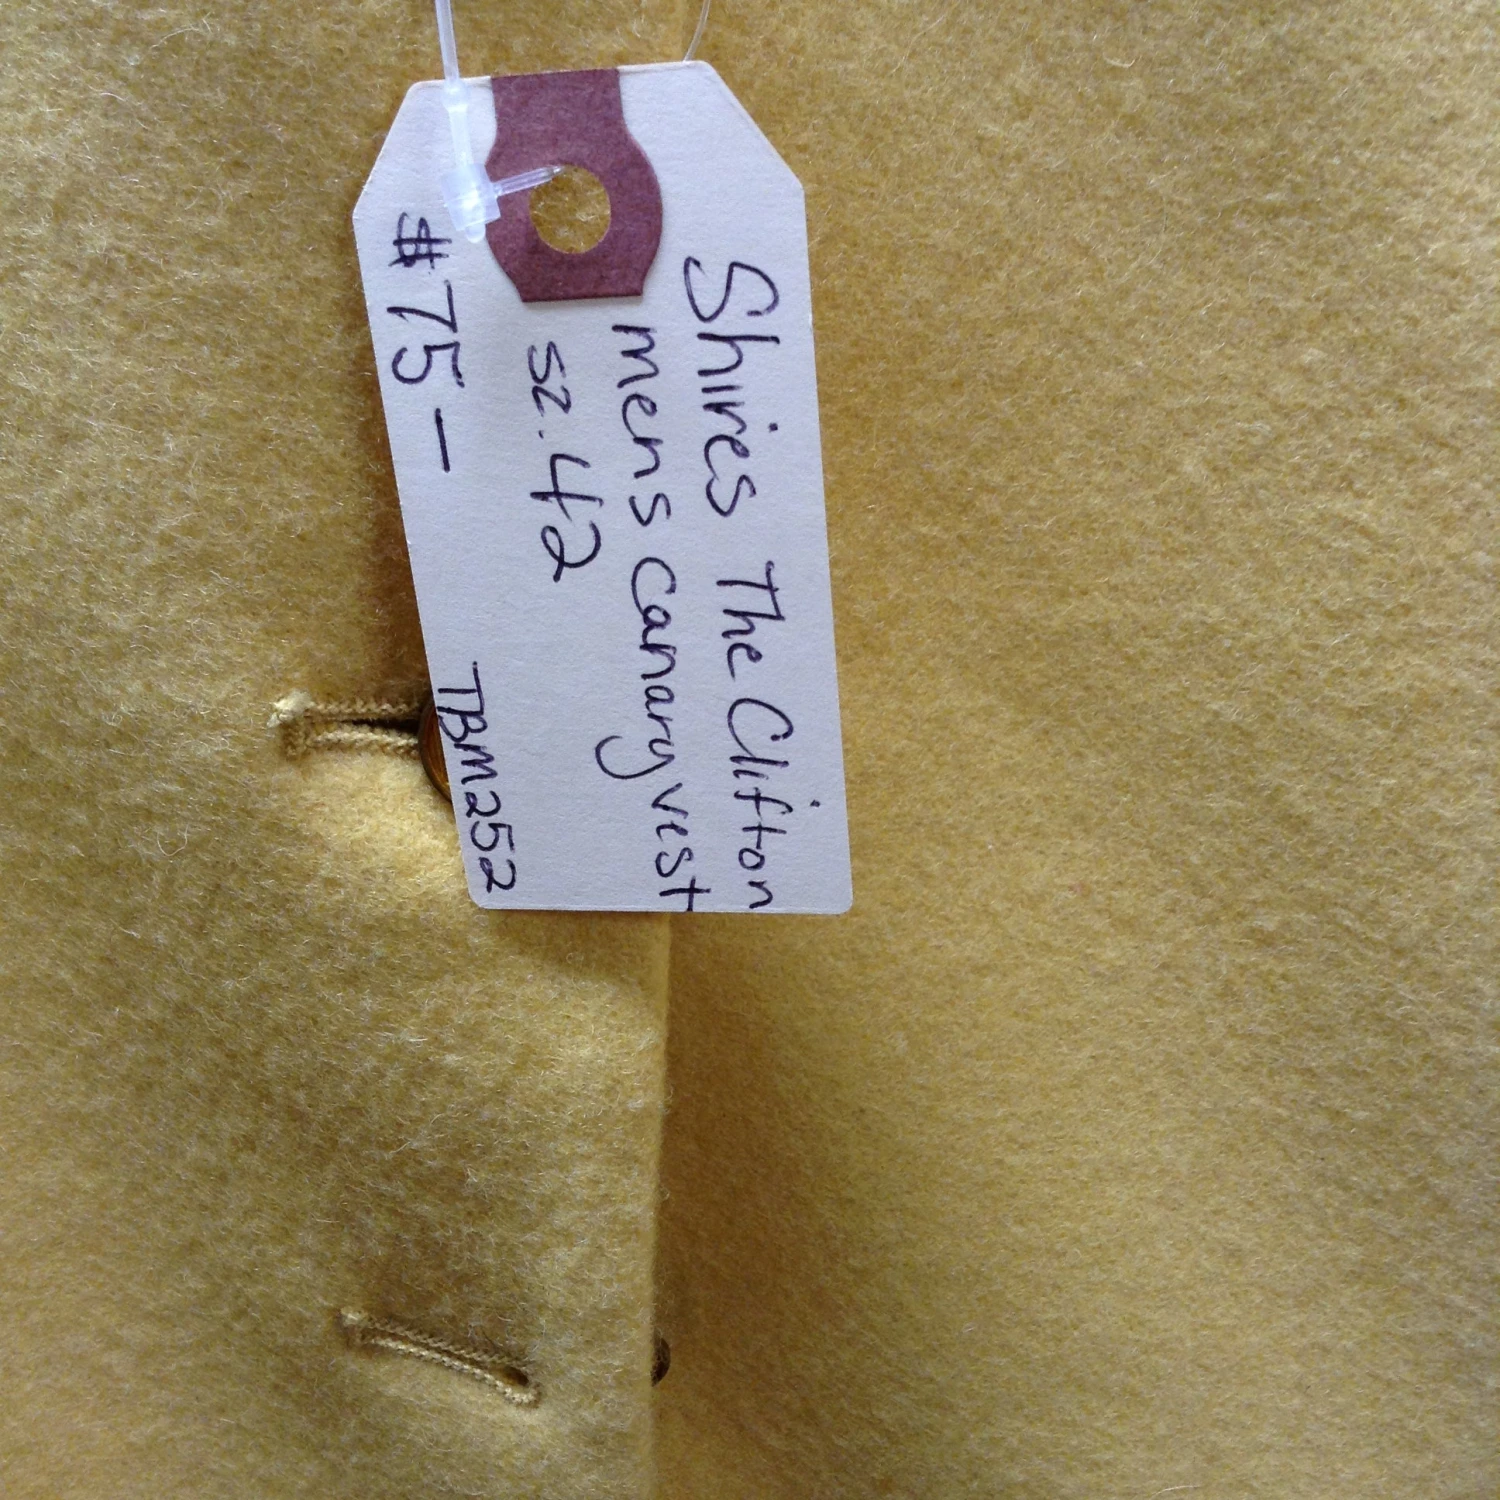 Shires The Clifton
mens canary vest
sz. 42
$75 –
TBM252